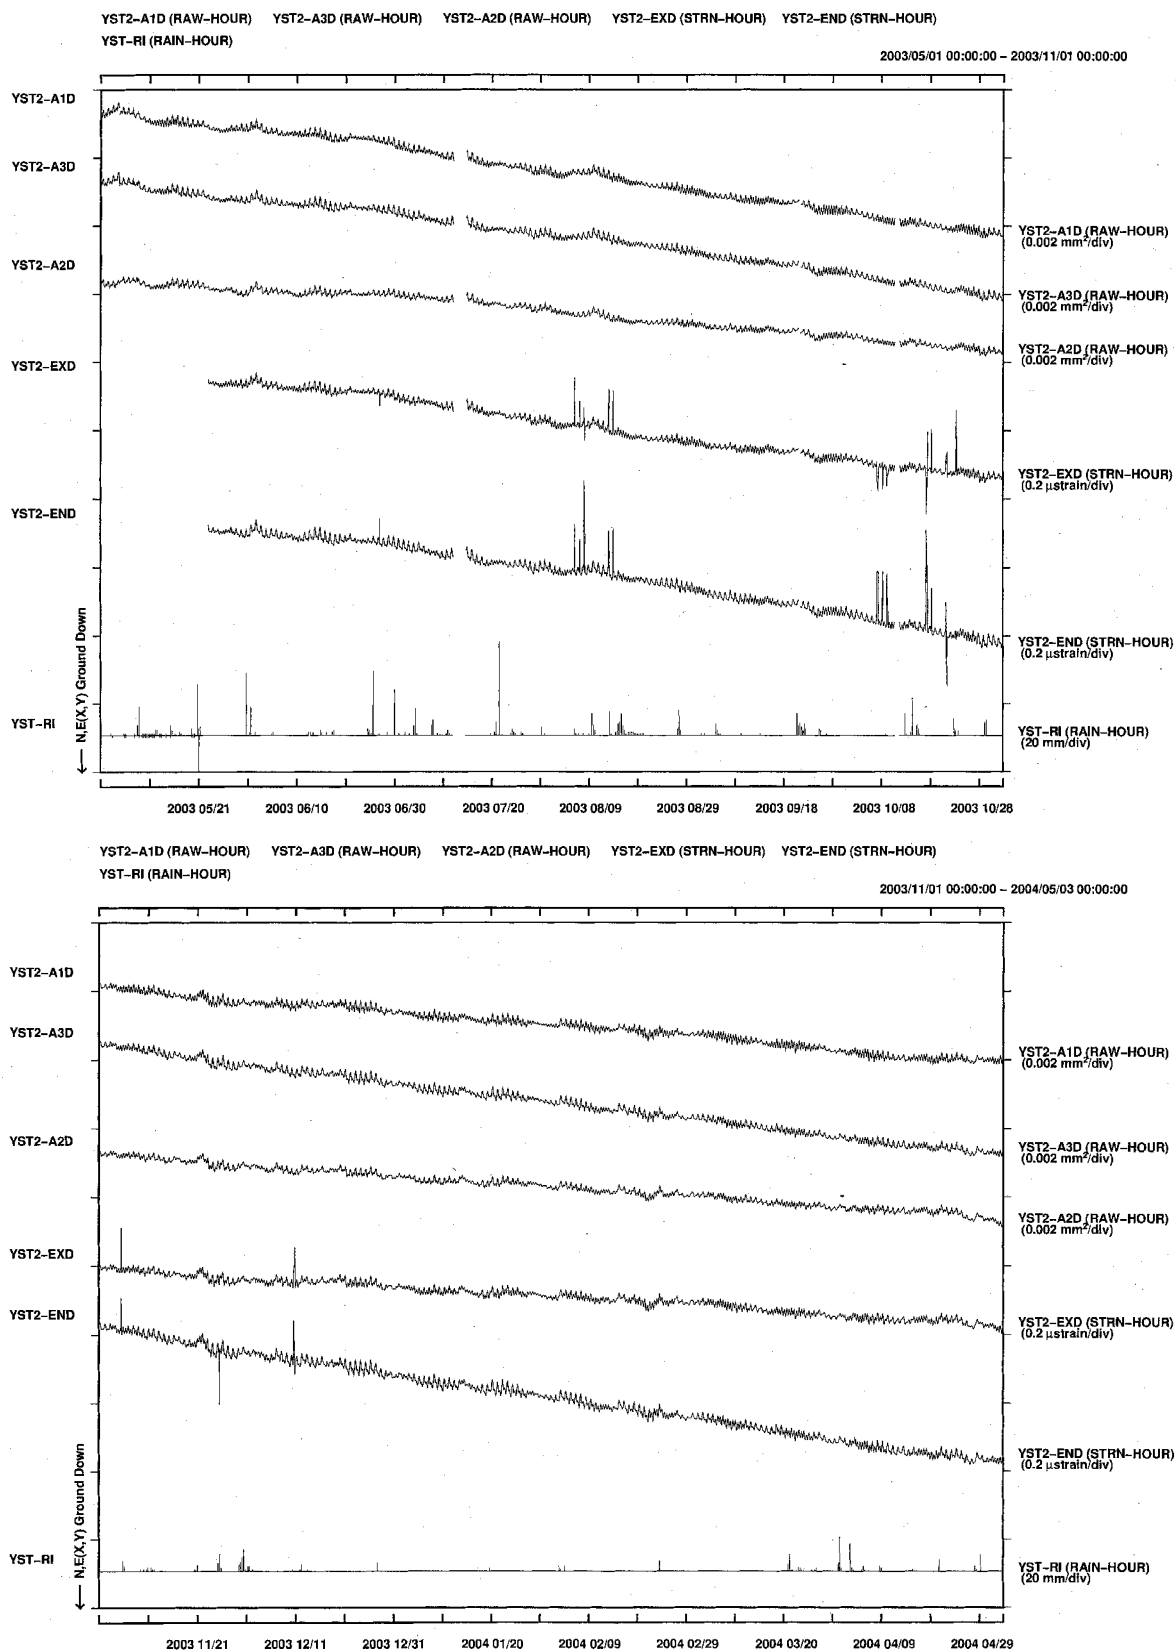 YST2-A1D (RAW-HOUR) YST2-A3D (RAW-HOUR) YST2-A2D (RAW-HOUR) YST2-EXD (STRN-HOUR) YST2-END (STRN-HOUR)
YST-RI (RAIN-HOUR)
2003/05/01 00:00:00 - 2003/11/01 00:00:00
YST2-A1D
YST2-A3D
YST2-A2D
YST2-EXD
YST2-END
YST-RI
← N,E(X,Y) Ground Down
YST2-A1D (RAW-HOUR)
(0.002 mm²/div)
YST2-A3D (RAW-HOUR)
(0.002 mm²/div)
YST2-A2D (RAW-HOUR)
(0.002 mm²/div)
YST2-EXD (STRN-HOUR)
(0.2 μstrain/div)
YST2-END (STRN-HOUR)
(0.2 μstrain/div)
YST-RI (RAIN-HOUR)
(20 mm/div)
2003 05/21 2003 06/10 2003 06/30 2003 07/20 2003 08/09 2003 08/29 2003 09/18 2003 10/08 2003 10/28
YST2-A1D (RAW-HOUR) YST2-A3D (RAW-HOUR) YST2-A2D (RAW-HOUR) YST2-EXD (STRN-HOUR) YST2-END (STRN-HOUR)
YST-RI (RAIN-HOUR)
2003/11/01 00:00:00 - 2004/05/03 00:00:00
YST2-A1D
YST2-A3D
YST2-A2D
YST2-EXD
YST2-END
YST-RI
← N,E(X,Y) Ground Down
YST2-A1D (RAW-HOUR)
(0.002 mm²/div)
YST2-A3D (RAW-HOUR)
(0.002 mm²/div)
YST2-A2D (RAW-HOUR)
(0.002 mm²/div)
YST2-EXD (STRN-HOUR)
(0.2 μstrain/div)
YST2-END (STRN-HOUR)
(0.2 μstrain/div)
YST-RI (RAIN-HOUR)
(20 mm/div)
2003 11/21 2003 12/11 2003 12/31 2004 01/20 2004 02/09 2004 02/29 2004 03/20 2004 04/09 2004 04/29